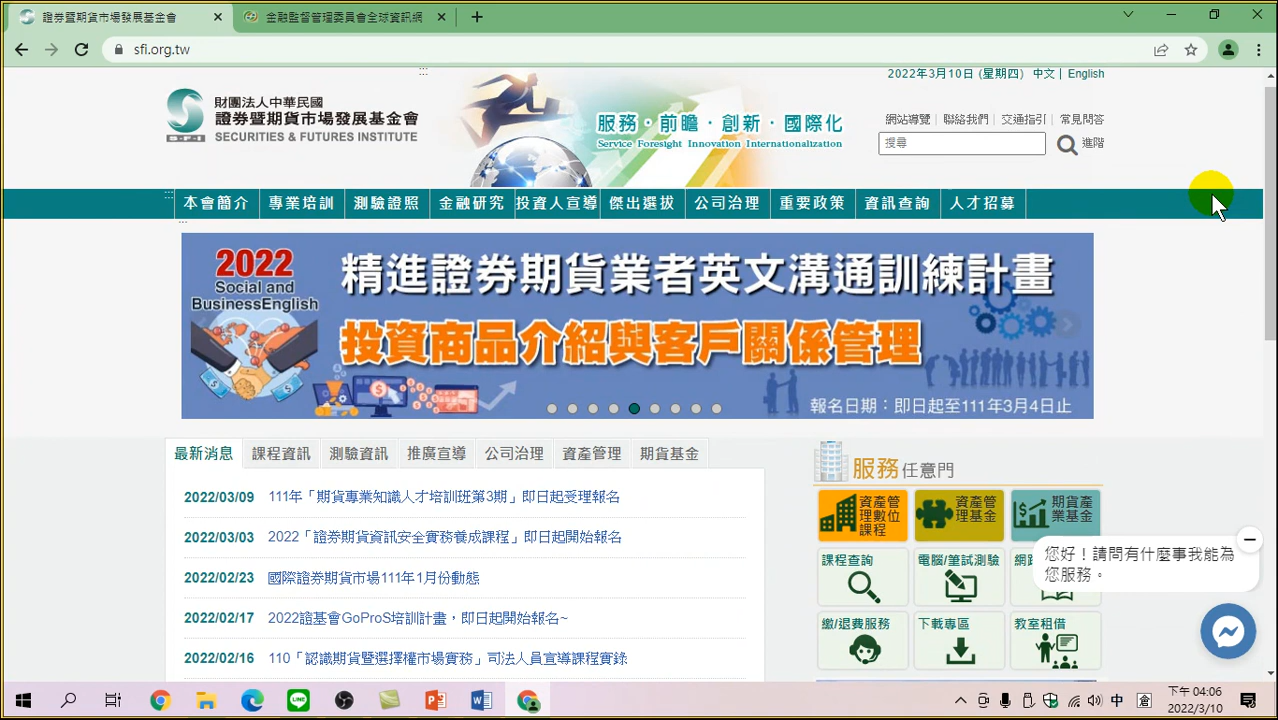 證券暨期貨市場發展基金會
金融監督管理委員會全球資訊網
sfi.org.tw
2022年3月10日 (星期四) 中文 | English
財團法人中華民國
證券暨期貨市場發展基金會
SECURITIES & FUTURES INSTITUTE
S·F·I
服務·前瞻·創新·國際化
Service Foresight Innovation Internationalization
網站導覽 | 聯絡我們 | 交通指引 | 常見問答
搜尋
進階
本會簡介 專業培訓 測驗證照 金融研究 投資人宣導 傑出選拔 公司治理 重要政策 資訊查詢 人才招募
2022
Social and
BusinessEnglish
精進證券期貨業者英文溝通訓練計畫
投資商品介紹與客戶關係管理
報名日期：即日起至111年3月4日止
最新消息 課程資訊 測驗資訊 推廣宣導 公司治理 資產管理 期貨基金
2022/03/09 111年「期貨專業知識人才培訓班第3期」即日起受理報名
2022/03/03 2022「證券期貨資訊安全實務養成課程」即日起開始報名
2022/02/23 國際證券期貨市場111年1月份動態
2022/02/17 2022證基會GoProS培訓計畫，即日起開始報名~
2022/02/16 110「認識期貨暨選擇權市場實務」司法人員宣導課程實錄
服務任意門
資產管理數位課程
資產管理基金
期貨產業基金
課程查詢
電腦/筆試測驗
網路
您好！請問有什麼事我能為
您服務。
繳/退費服務
下載專區
教室租借
LINE
中
倉
下午 04:06
2022/3/10